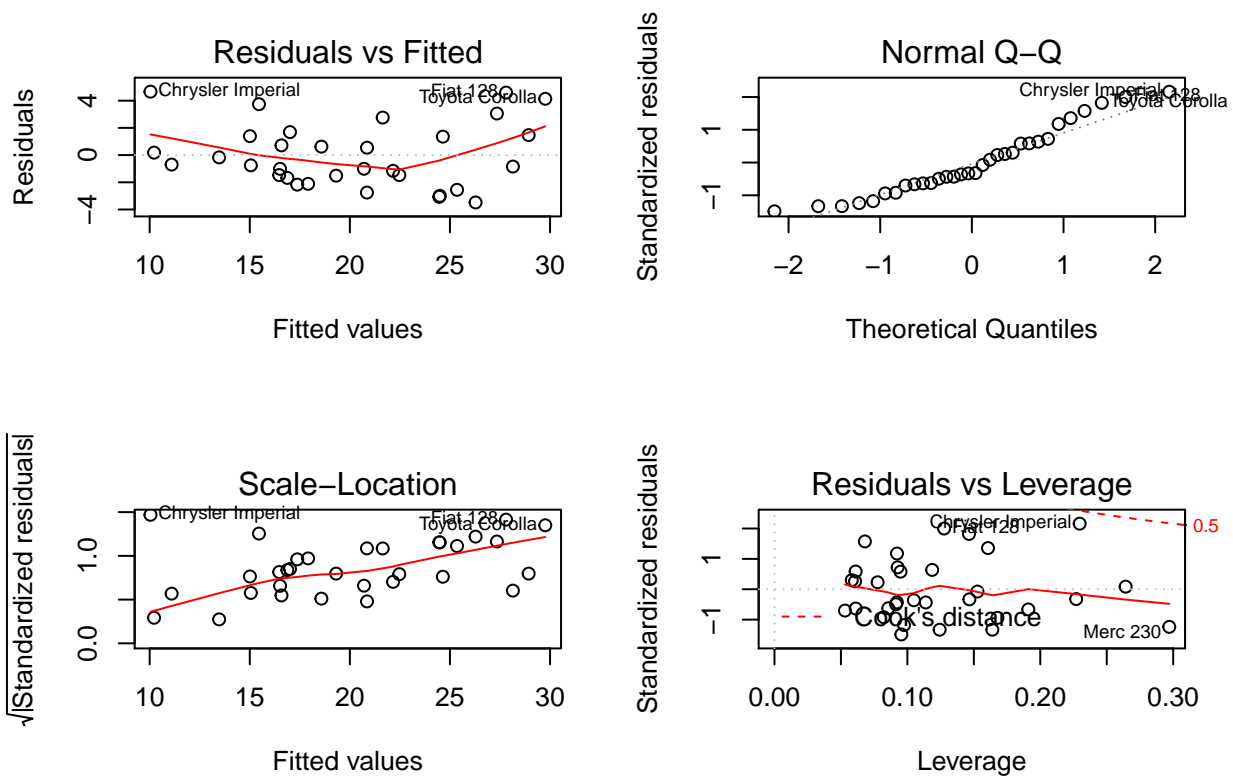 Residuals vs Fitted
Residuals
4
0
−4
Chrysler Imperial
Fiat 128
Toyota Corolla
10 15 20 25 30
Fitted values
Normal Q−Q
Standardized residuals
1
−1
Chrysler Imperial
Fiat 128
Toyota Corolla
−2 −1 0 1 2
Theoretical Quantiles
Scale−Location
√|Standardized residuals|
1.0
0.0
Chrysler Imperial
Fiat 128
Toyota Corolla
10 15 20 25 30
Fitted values
Residuals vs Leverage
Standardized residuals
1
−1
Chrysler Imperial
Fiat 128
0.5
Cook's distance
Merc 230
0.00 0.10 0.20 0.30
Leverage